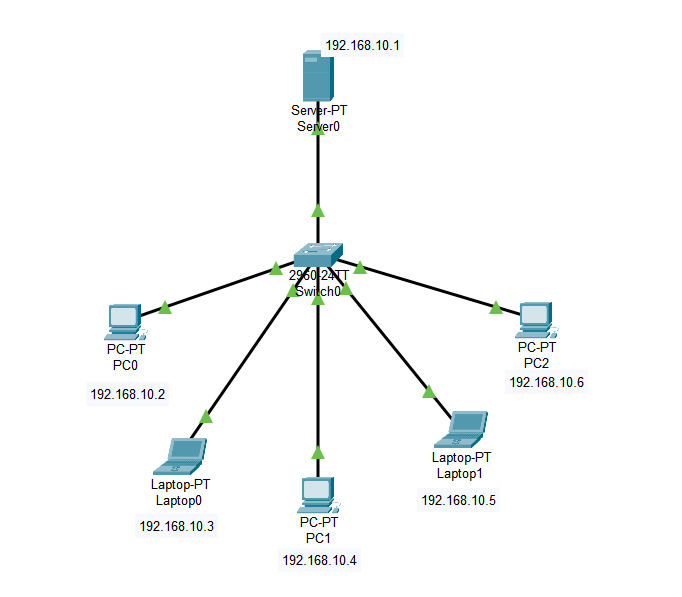 192.168.10.1
Server-PT
Server0
2960-24TT
Switch0
PC-PT
PC0
192.168.10.2
PC-PT
PC2
192.168.10.6
Laptop-PT
Laptop0
192.168.10.3
Laptop-PT
Laptop1
192.168.10.5
PC-PT
PC1
192.168.10.4